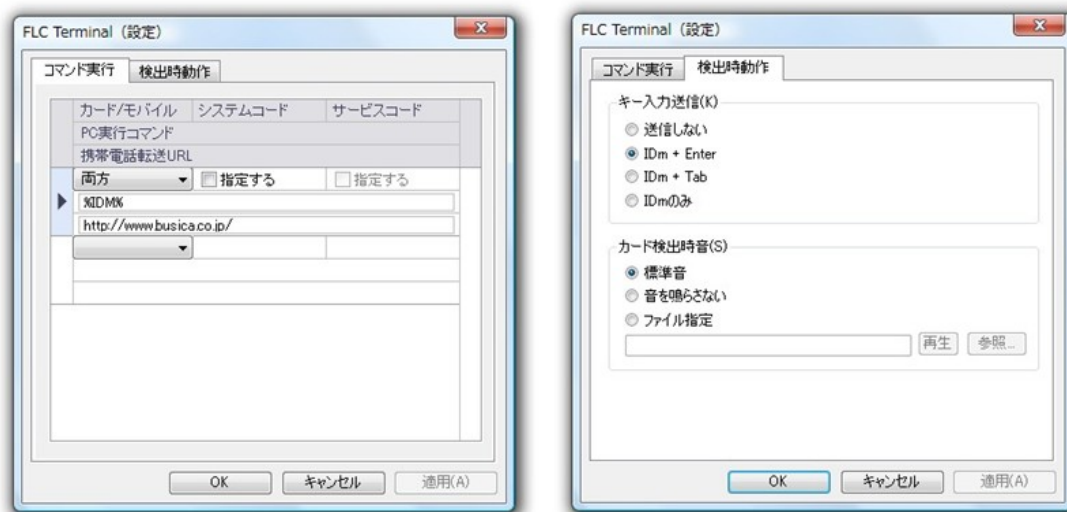 FLC Terminal（設定）
コマンド実行 検出時動作
カード/モバイル システムコード サービスコード
PC実行コマンド
携帯電話転送URL
両方 指定する 指定する
%IDM%
http://www.busica.co.jp/
OK キャンセル 適用(A)
FLC Terminal（設定）
コマンド実行 検出時動作
キー入力送信(K)
送信しない
IDm + Enter
IDm + Tab
IDmのみ
カード検出時音(S)
標準音
音を鳴らさない
ファイル指定
再生 参照...
OK キャンセル 適用(A)